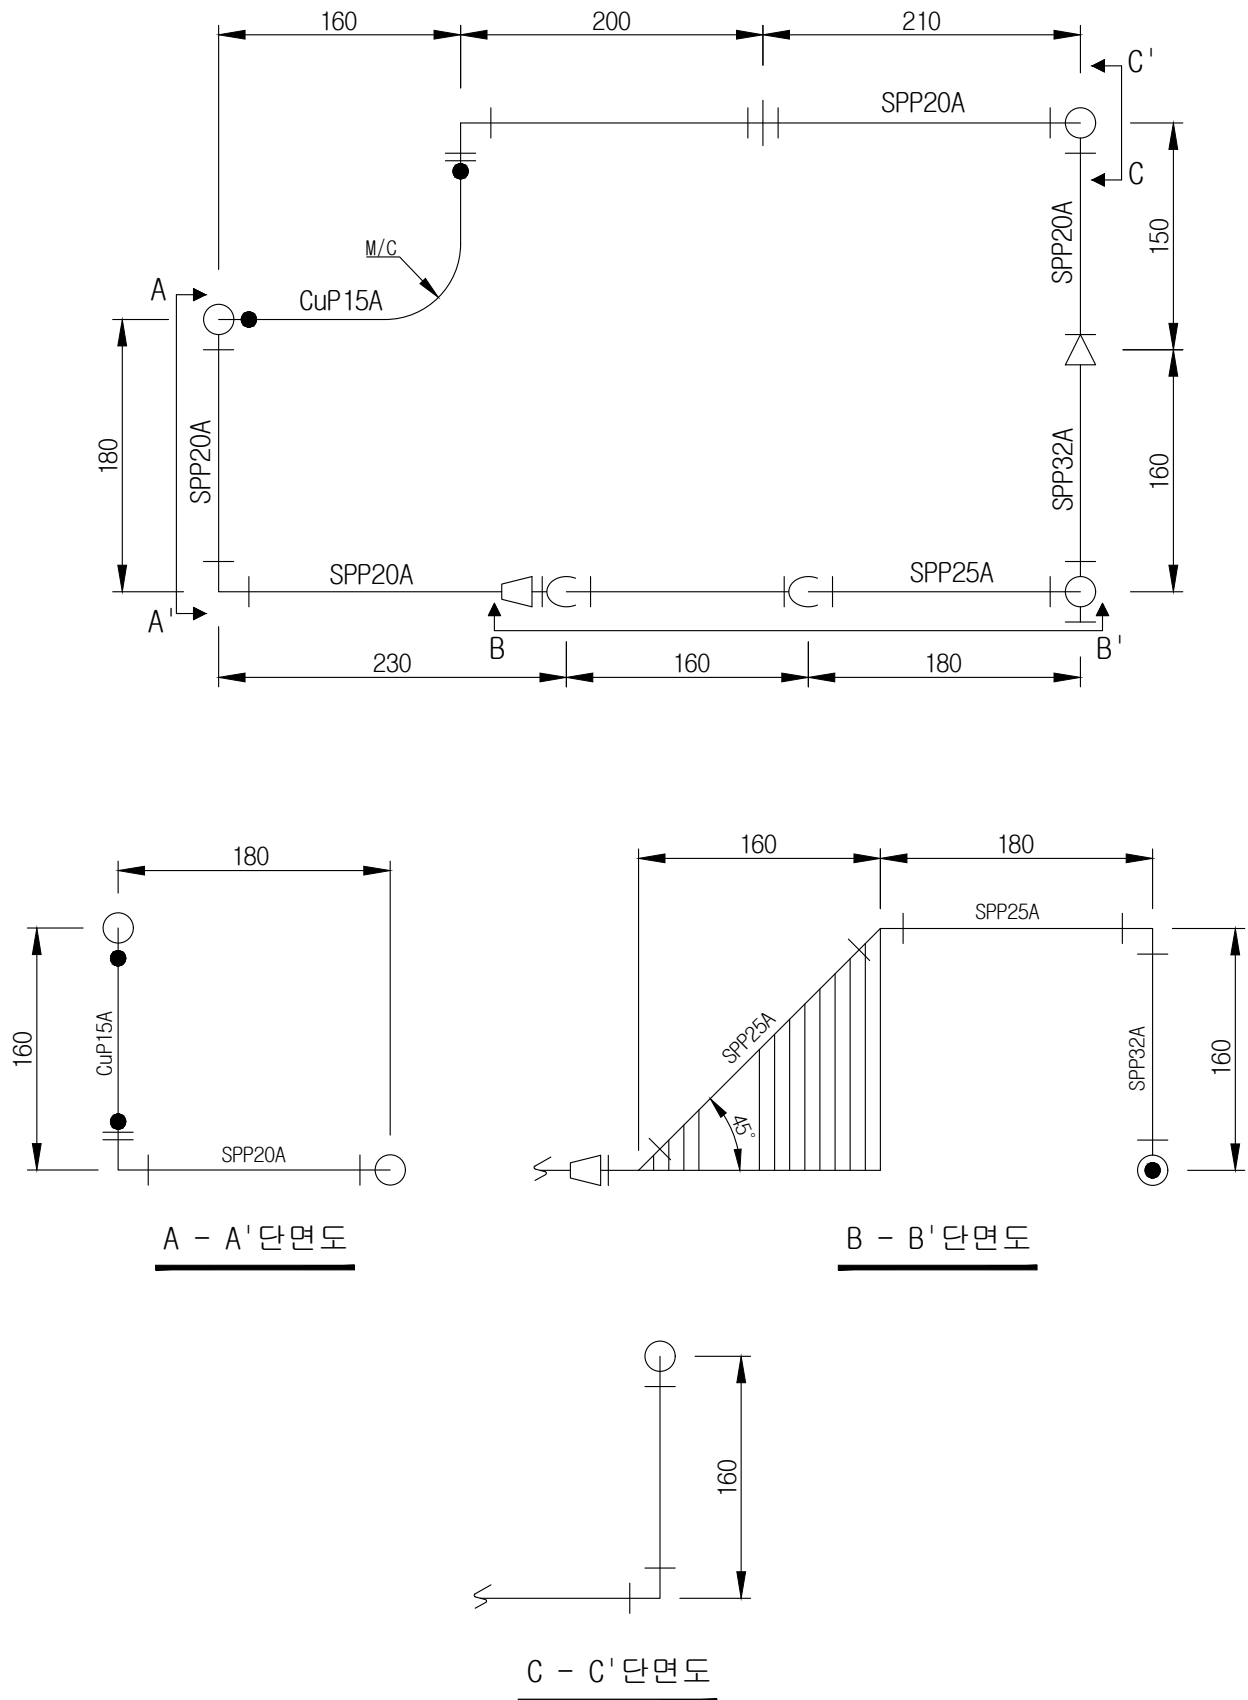 160
200
210
C'
SPP20A
C
SPP20A
150
M/C
A
CuP15A
180
SPP20A
SPP32A
160
SPP20A
SPP25A
A'
B
B'
230
160
180
180
160
CuP15A
SPP20A
A - A'단면도
160
180
SPP25A
SPP25A
45°
SPP32A
160
B - B'단면도
160
C - C'단면도